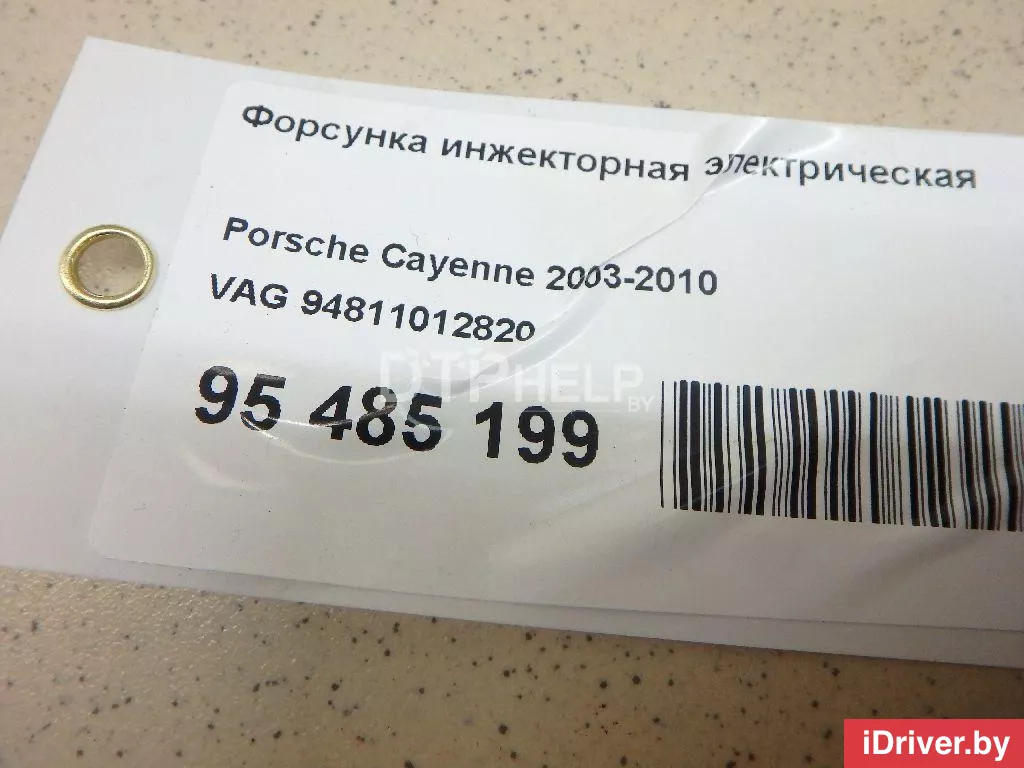 Форсунка инжекторная электрическая
Porsche Cayenne 2003-2010
VAG 94811012820
DTPHELP.BY
95 485 199
iDriver.by